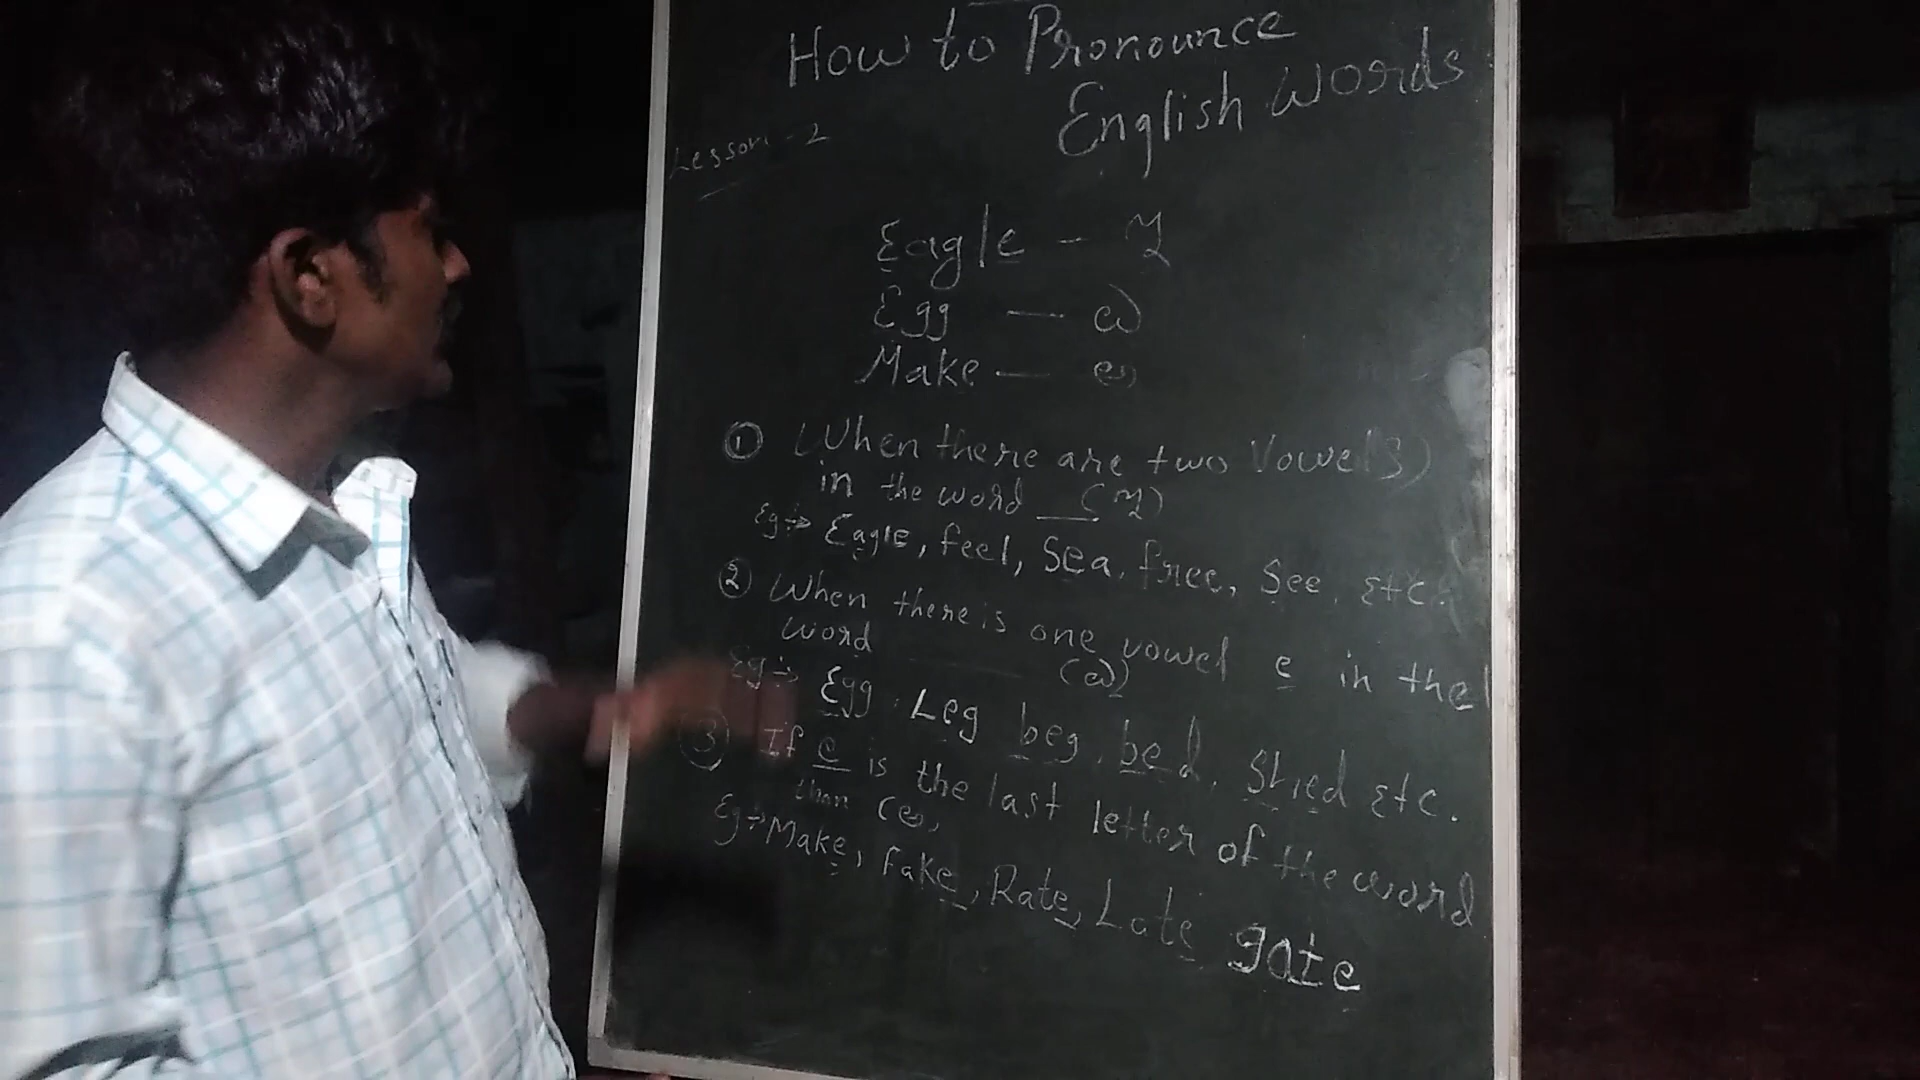 How to Pronounce
English Words
Lesson - 2
Eagle - ఇ
Egg — ఎ
Make — ఏ
① When there are two Vowels)
in the word __ (ఇ)
Eg:-> Eagle, feel, Sea, free, See, Etc.
② When there is one vowel e in the
word (ఎ)
Eg:-> Egg, Leg beg, bed, Etc.
③ If e is the last letter of the word
than (ఏ)
Eg:-> Make, Fake, Rate, Late gate